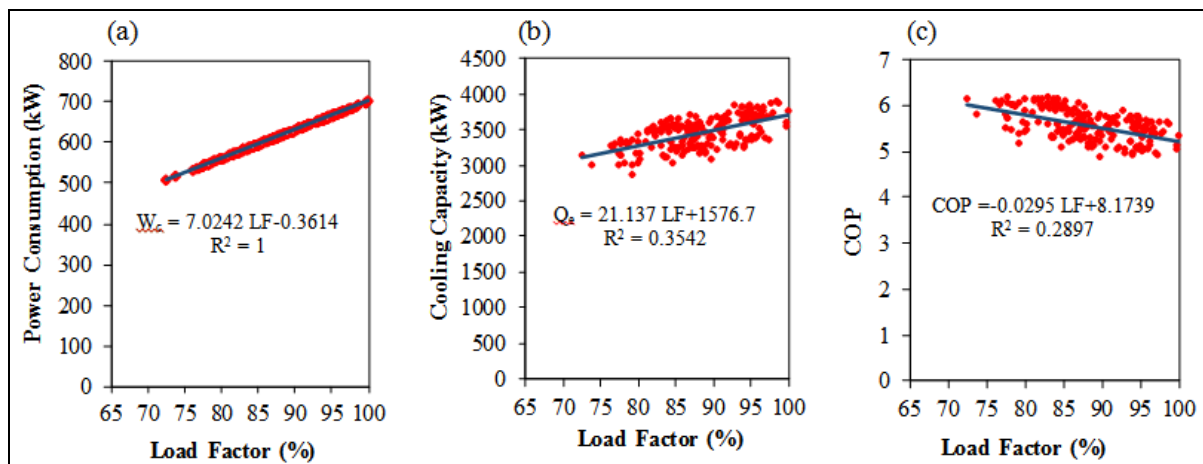 (a)
800
700
600
500
400
300
200
100
0
Power Consumption (kW)
W꜀ = 7.0242 LF-0.3614
R² = 1
65 70 75 80 85 90 95 100
Load Factor (%)
(b)
4500
4000
3500
3000
2500
2000
1500
1000
500
0
Cooling Capacity (kW)
Qₑ = 21.137 LF+1576.7
R² = 0.3542
65 70 75 80 85 90 95 100
Load Factor (%)
(c)
7
6
5
4
3
2
1
0
COP
COP =-0.0295 LF+8.1739
R² = 0.2897
65 70 75 80 85 90 95 100
Load Factor (%)